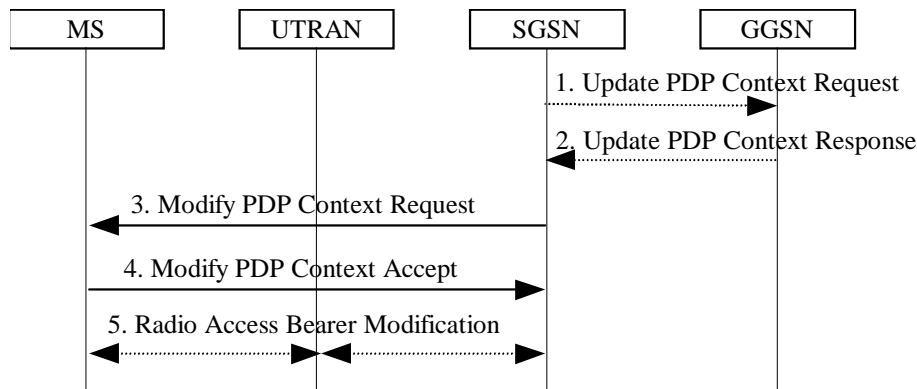 MS
UTRAN
SGSN
GGSN
1. Update PDP Context Request
2. Update PDP Context Response
3. Modify PDP Context Request
4. Modify PDP Context Accept
5. Radio Access Bearer Modification